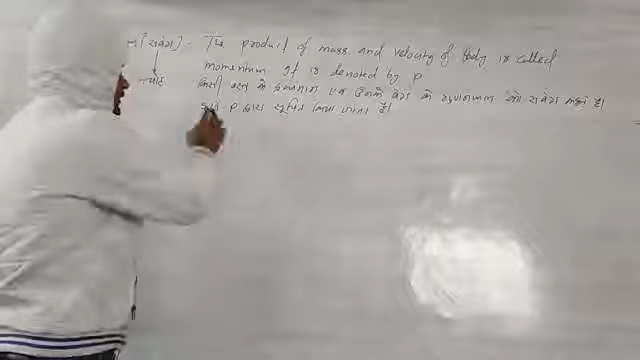 (संवेग) : The product of mass and velocity of body is called
momentum It is denoted by p
किसी वस्तु के द्रव्यमान एवं उसके वेग के गुणनफल को संवेग कहते हैं।
इसे P द्वारा सूचित किया जाता है।